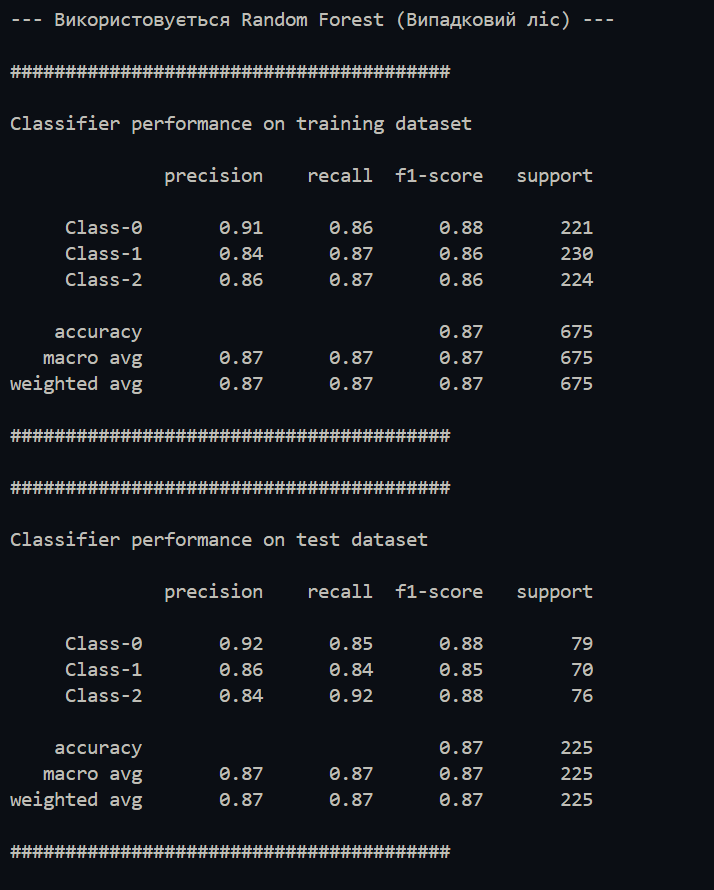 --- Використовується Random Forest (Випадковий ліс) ---
########################################
Classifier performance on training dataset
precision recall f1-score support
Class-0 0.91 0.86 0.88 221
Class-1 0.84 0.87 0.86 230
Class-2 0.86 0.87 0.86 224
accuracy 0.87 675
macro avg 0.87 0.87 0.87 675
weighted avg 0.87 0.87 0.87 675
########################################
########################################
Classifier performance on test dataset
precision recall f1-score support
Class-0 0.92 0.85 0.88 79
Class-1 0.86 0.84 0.85 70
Class-2 0.84 0.92 0.88 76
accuracy 0.87 225
macro avg 0.87 0.87 0.87 225
weighted avg 0.87 0.87 0.87 225
########################################